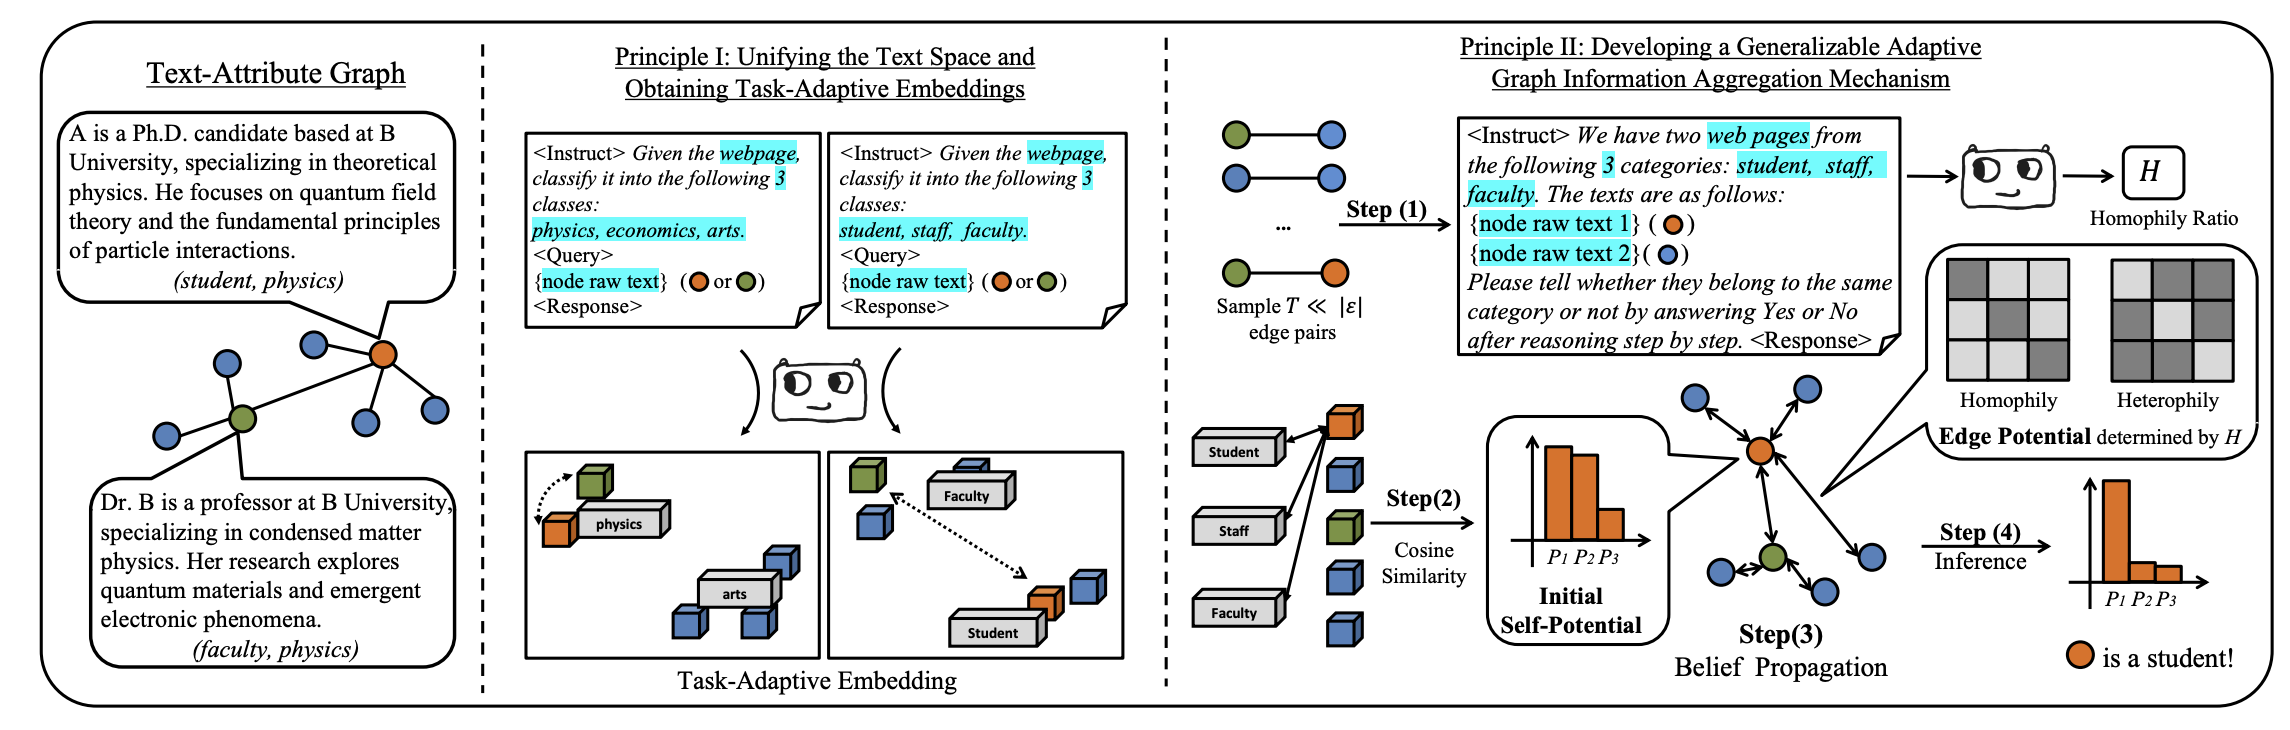 Text-Attribute Graph
A is a Ph.D. candidate based at B
University, specializing in theoretical
physics. He focuses on quantum field
theory and the fundamental principles
of particle interactions.
(student, physics)
Dr. B is a professor at B University,
specializing in condensed matter
physics. Her research explores
quantum materials and emergent
electronic phenomena.
(faculty, physics)
Principle I: Unifying the Text Space and
Obtaining Task-Adaptive Embeddings
<Instruct> Given the webpage,
classify it into the following 3
classes:
physics, economics, arts.
<Query>
{node raw text} ( or )
<Response>
<Instruct> Given the webpage,
classify it into the following 3
classes:
student, staff, faculty.
<Query>
{node raw text} ( or )
<Response>
physics
arts
Faculty
Student
Task-Adaptive Embedding
Principle II: Developing a Generalizable Adaptive
Graph Information Aggregation Mechanism
...
Sample T ≪ |ε|
edge pairs
Step (1)
<Instruct> We have two web pages from
the following 3 categories: student, staff,
faculty. The texts are as follows:
{node raw text 1} ( )
{node raw text 2}( )
Please tell whether they belong to the same
category or not by answering Yes or No
after reasoning step by step. <Response>
H
Homophily Ratio
Homophily
Heterophily
Edge Potential determined by H
Student
Staff
Faculty
Step(2)
Cosine
Similarity
P1 P2 P3
Initial
Self-Potential
Step(3)
Belief Propagation
Step (4)
Inference
P1 P2 P3
is a student!